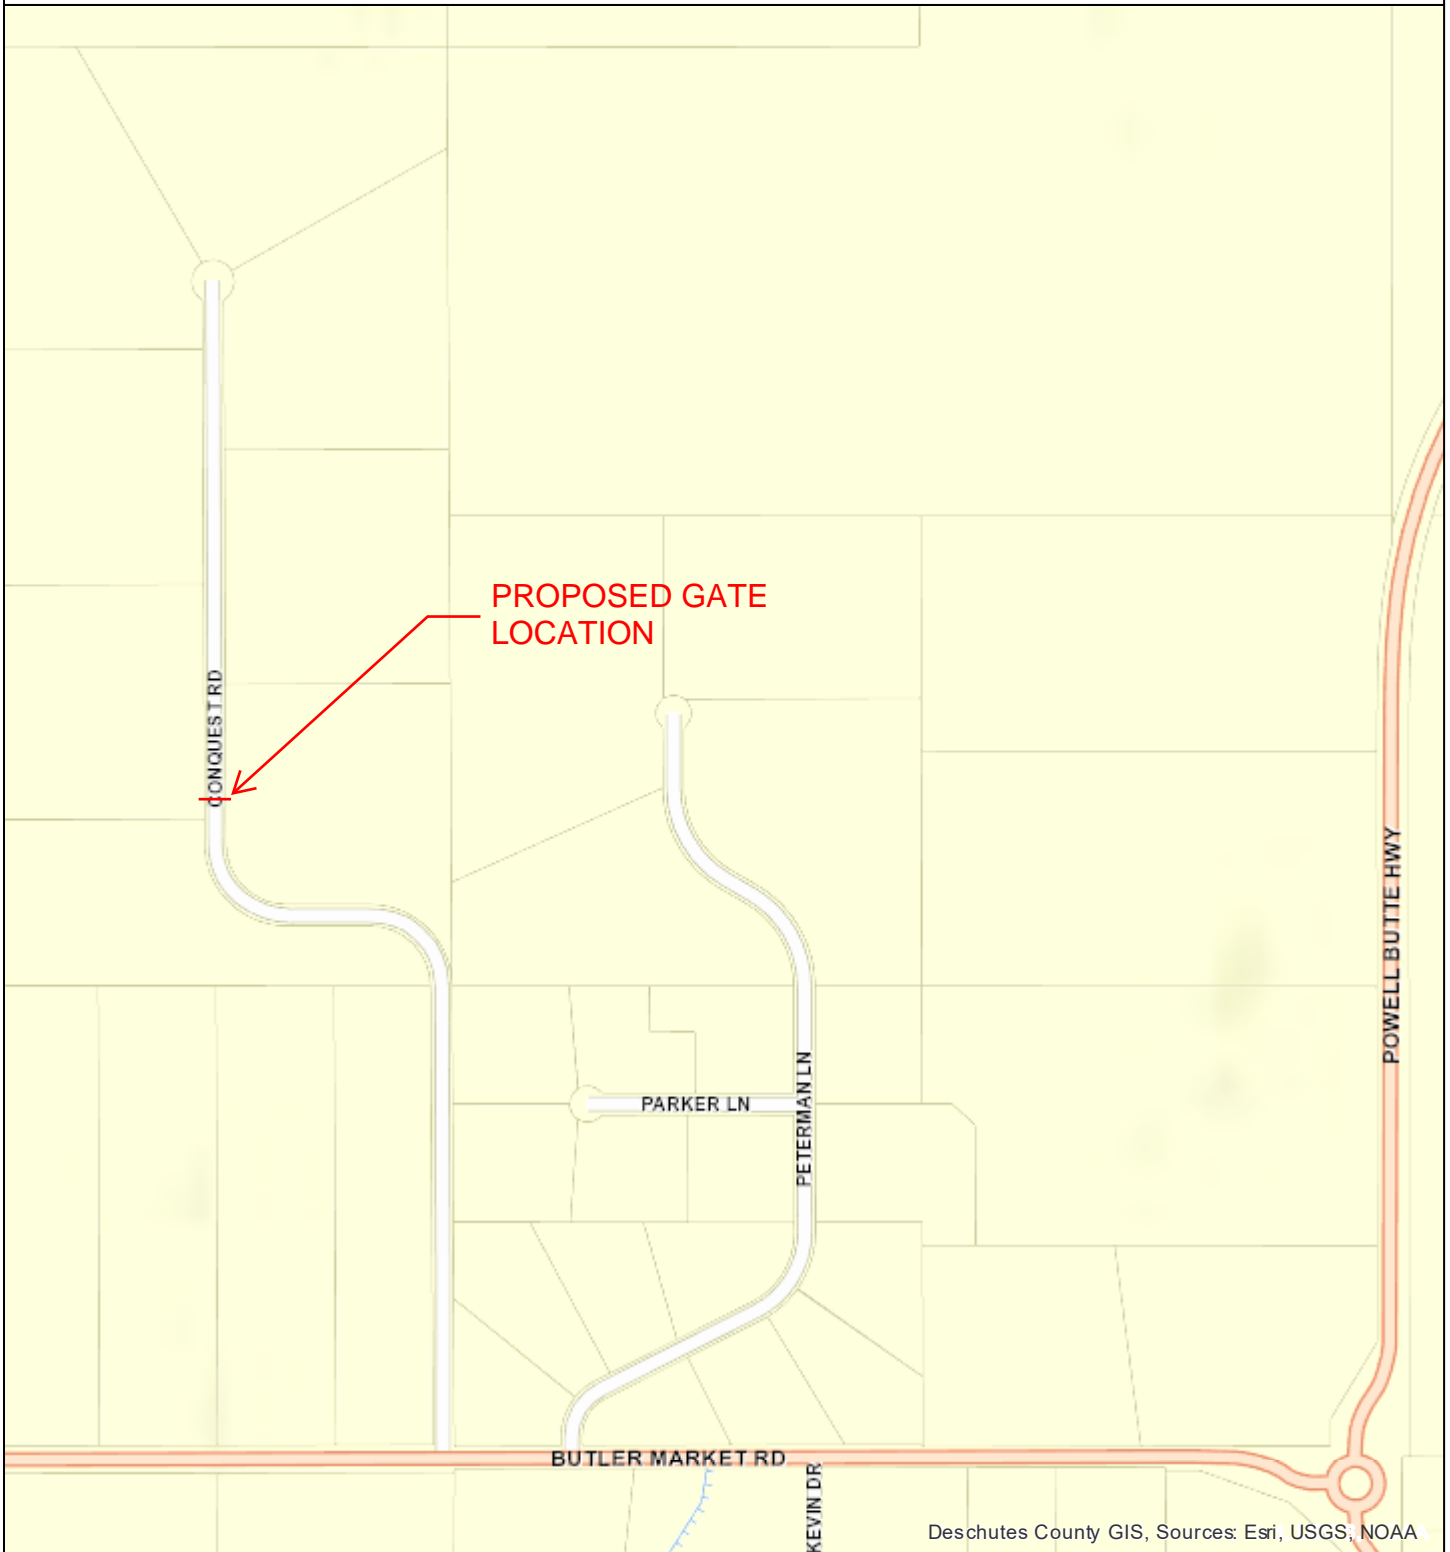 PROPOSED GATE
LOCATION
CONQUEST RD
POWELL BUTTE HWY
PARKER LN
PETERMAN LN
BUTLER MARKET RD
KEVIN DR
Deschutes County GIS, Sources: Esri, USGS, NOAA